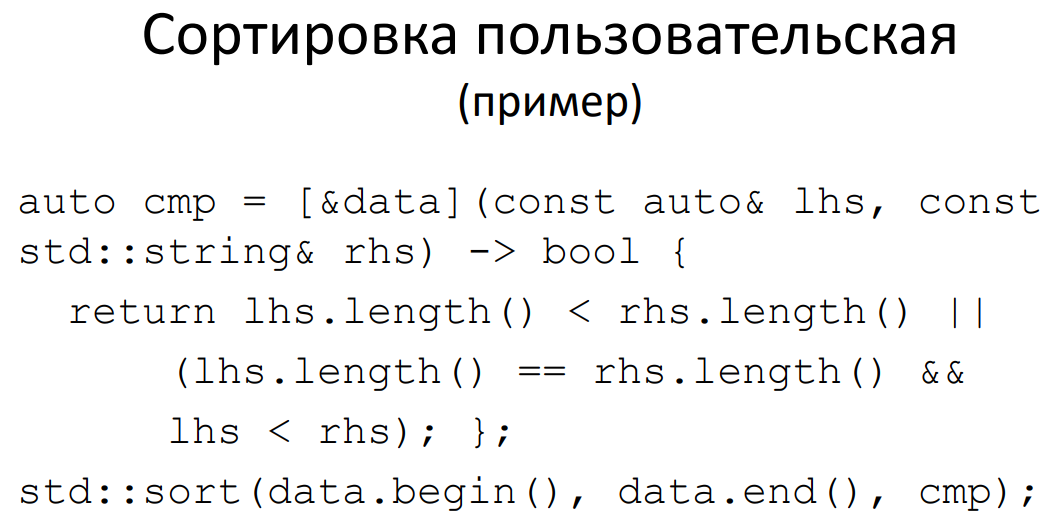 Сортировка пользовательская
(пример)
auto cmp = [&data](const auto& lhs, const
std::string& rhs) -> bool {
return lhs.length() < rhs.length() ||
(lhs.length() == rhs.length() &&
lhs < rhs); };
std::sort(data.begin(), data.end(), cmp);